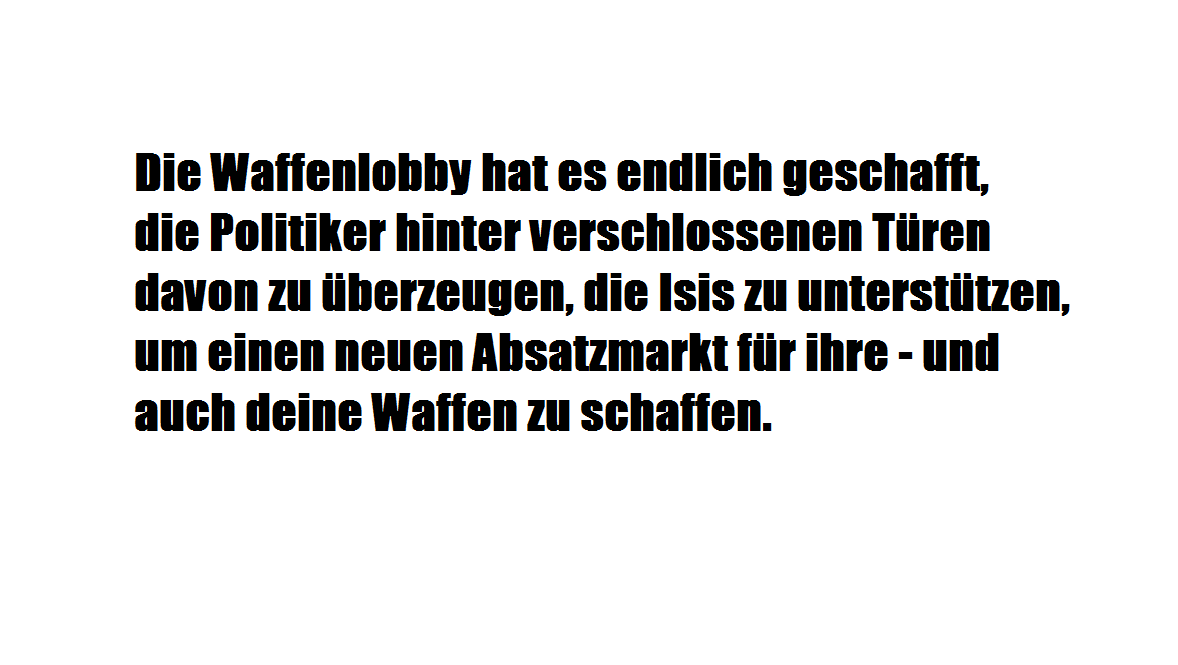 Die Waffenlobby hat es endlich geschafft,
die Politiker hinter verschlossenen Türen
davon zu überzeugen, die Isis zu unterstützen,
um einen neuen Absatzmarkt für ihre - und
auch deine Waffen zu schaffen.